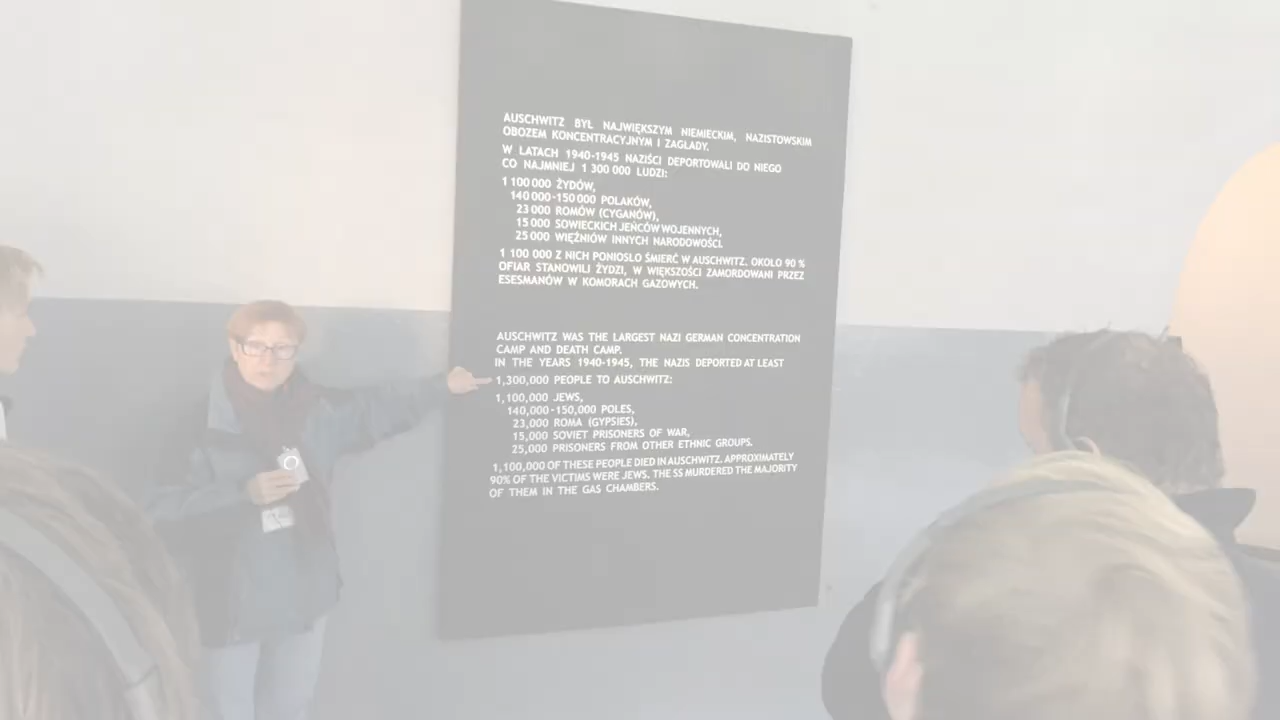 AUSCHWITZ BYŁ NAJWIĘKSZYM NIEMIECKIM, NAZISTOWSKIM
OBOZEM KONCENTRACYJNYM I ZAGŁADY.
W LATACH 1940-1945 NAZIŚCI DEPORTOWALI DO NIEGO
CO NAJMNIEJ 1 300 000 LUDZI:
1 100 000 ŻYDÓW,
140 000-150 000 POLAKÓW,
23 000 ROMÓW (CYGANÓW),
15 000 SOWIECKICH JEŃCÓW WOJENNYCH,
25 000 WIĘŹNIÓW INNYCH NARODOWOŚCI.
1 100 000 Z NICH PONIOSŁO ŚMIERĆ W AUSCHWITZ. OKOŁO 90 %
OFIAR STANOWILI ŻYDZI, W WIĘKSZOŚCI ZAMORDOWANI PRZEZ
ESESMANÓW W KOMORACH GAZOWYCH.
AUSCHWITZ WAS THE LARGEST NAZI GERMAN CONCENTRATION
CAMP AND DEATH CAMP.
IN THE YEARS 1940-1945, THE NAZIS DEPORTED AT LEAST
1,300,000 PEOPLE TO AUSCHWITZ:
1,100,000 JEWS,
140,000-150,000 POLES,
23,000 ROMA (GYPSIES),
15,000 SOVIET PRISONERS OF WAR,
25,000 PRISONERS FROM OTHER ETHNIC GROUPS.
1,100,000 OF THESE PEOPLE DIED IN AUSCHWITZ. APPROXIMATELY
90% OF THE VICTIMS WERE JEWS. THE SS MURDERED THE MAJORITY
OF THEM IN THE GAS CHAMBERS.